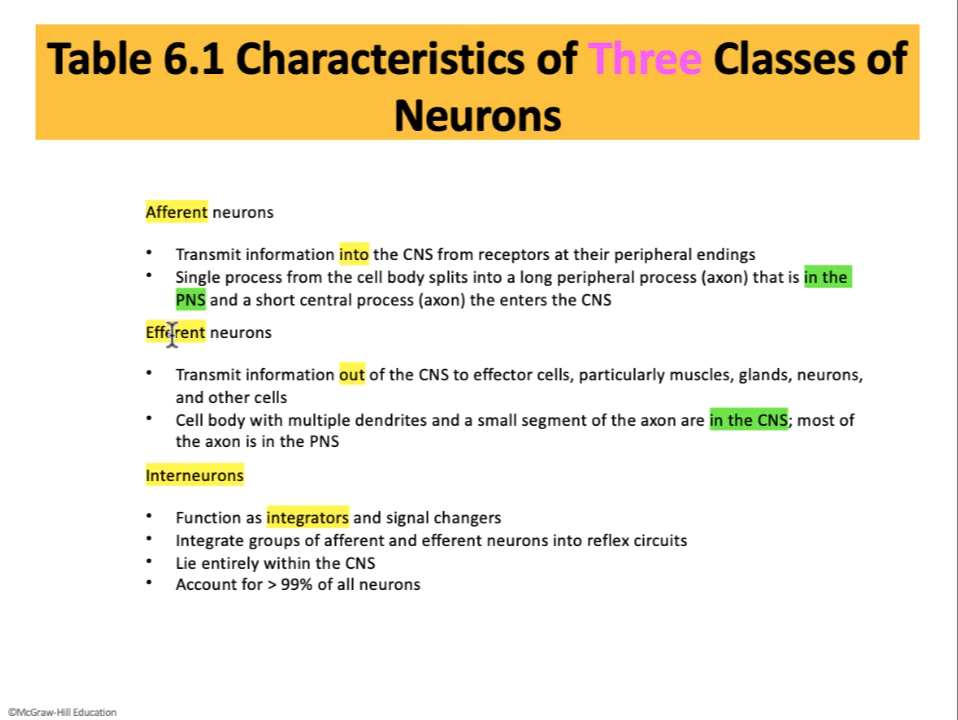 Table 6.1 Characteristics of Three Classes of
Neurons
Afferent neurons
• Transmit information into the CNS from receptors at their peripheral endings
• Single process from the cell body splits into a long peripheral process (axon) that is in the
PNS and a short central process (axon) the enters the CNS
Efferent neurons
• Transmit information out of the CNS to effector cells, particularly muscles, glands, neurons,
and other cells
• Cell body with multiple dendrites and a small segment of the axon are in the CNS; most of
the axon is in the PNS
Interneurons
• Function as integrators and signal changers
• Integrate groups of afferent and efferent neurons into reflex circuits
• Lie entirely within the CNS
• Account for > 99% of all neurons
©McGraw-Hill Education